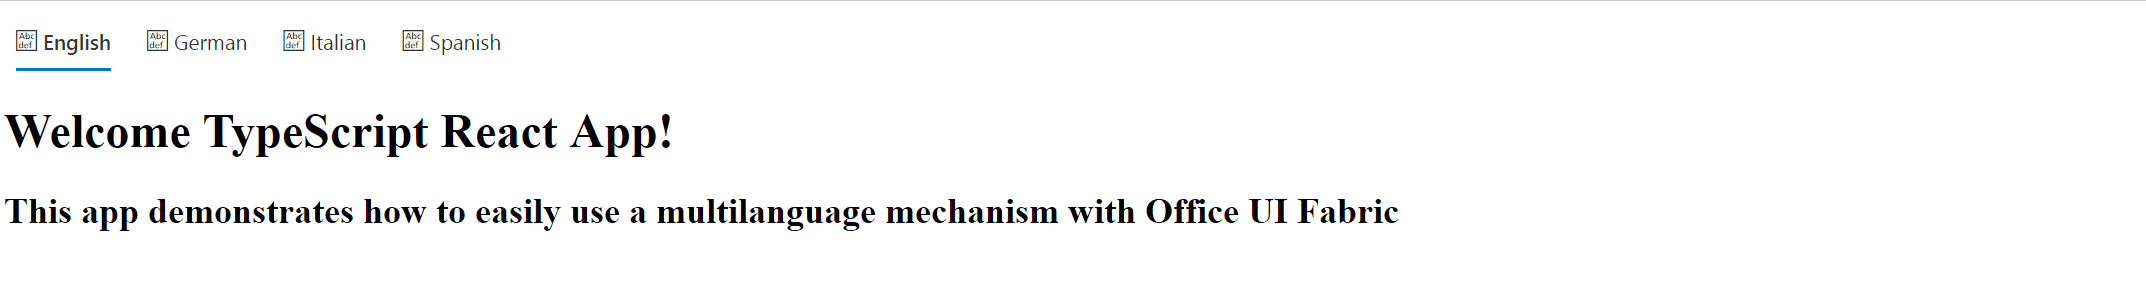 Abc def English Abc def German Abc def Italian Abc def Spanish
Welcome TypeScript React App!
This app demonstrates how to easily use a multilanguage mechanism with Office UI Fabric